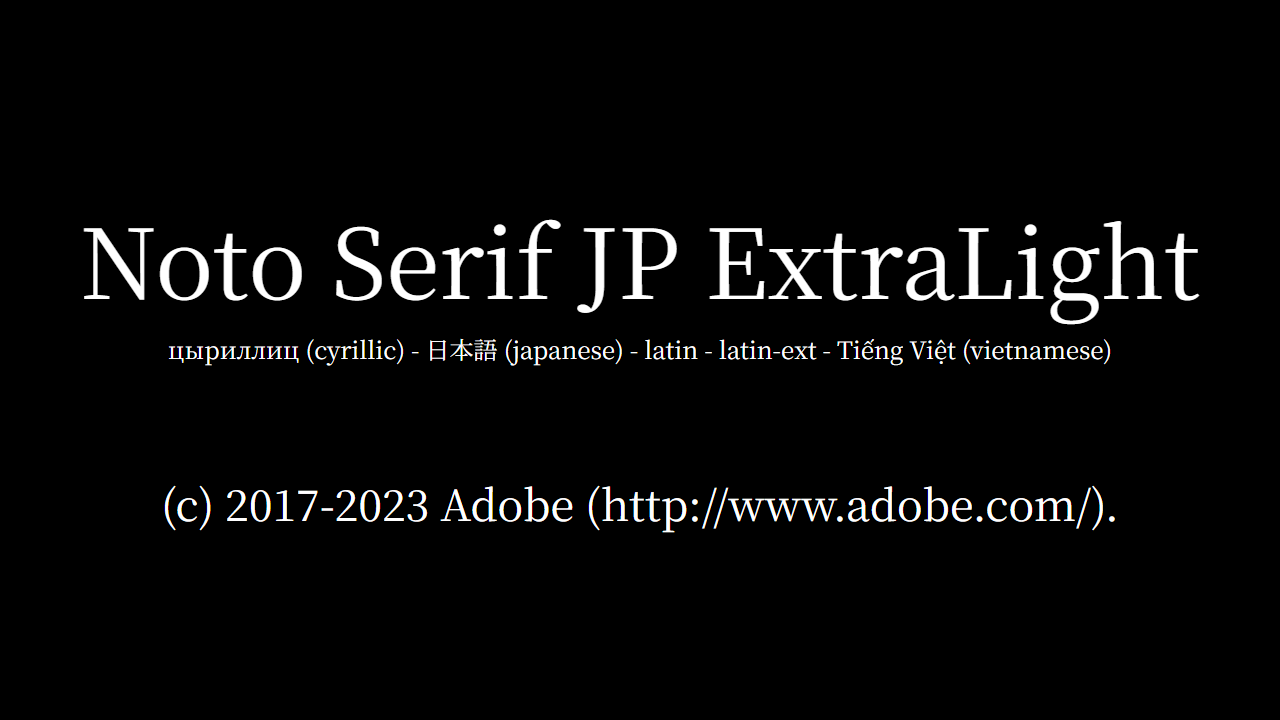 Noto Serif JP ExtraLight
цыриллиц (cyrillic) - 日本語 (japanese) - latin - latin-ext - Tiếng Việt (vietnamese)
(c) 2017-2023 Adobe (http://www.adobe.com/).